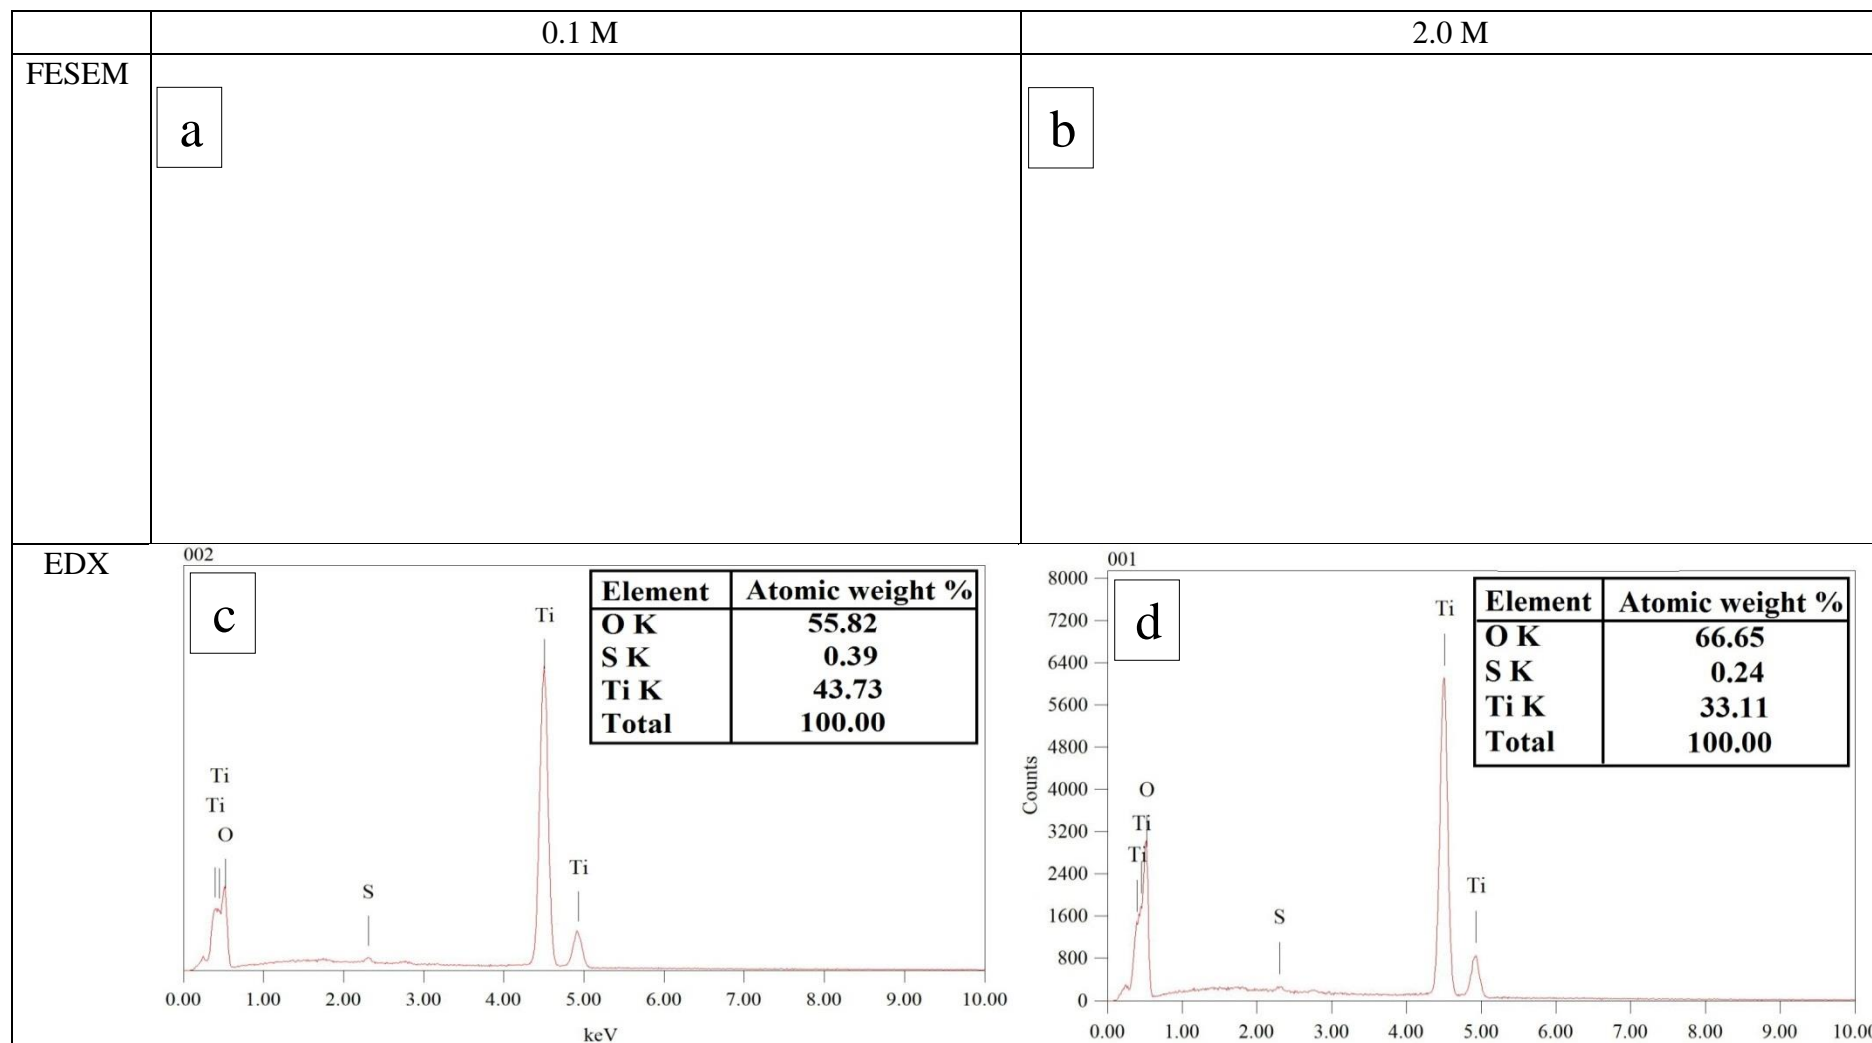 0.1 M 2.0 M
FESEM
a
b
EDX
002
c
Element Atomic weight %
O K 55.82
S K 0.39
Ti K 43.73
Total 100.00
Ti
Ti
Ti
O
S
Ti
0.00 1.00 2.00 3.00 4.00 5.00 6.00 7.00 8.00 9.00 10.00
keV
001
d
Element Atomic weight %
O K 66.65
S K 0.24
Ti K 33.11
Total 100.00
8000
7200
6400
5600
4800
4000
3200
2400
1600
800
0
Counts
Ti
O
Ti
Ti
Ti
S
0.00 1.00 2.00 3.00 4.00 5.00 6.00 7.00 8.00 9.00 10.00